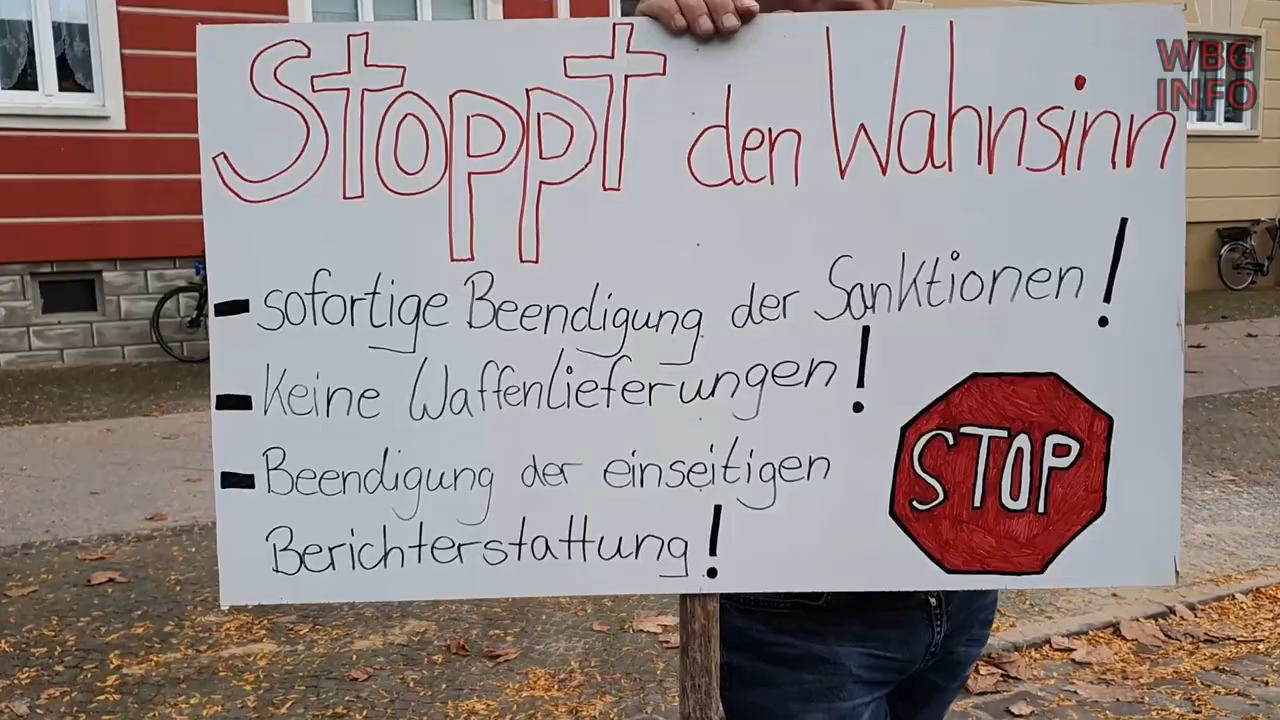 Stoppt den Wahnsinn
- sofortige Beendigung der Sanktionen!
- Keine Waffenlieferungen!
- Beendigung der einseitigen
Berichterstattung!
STOP
WBG
INFO